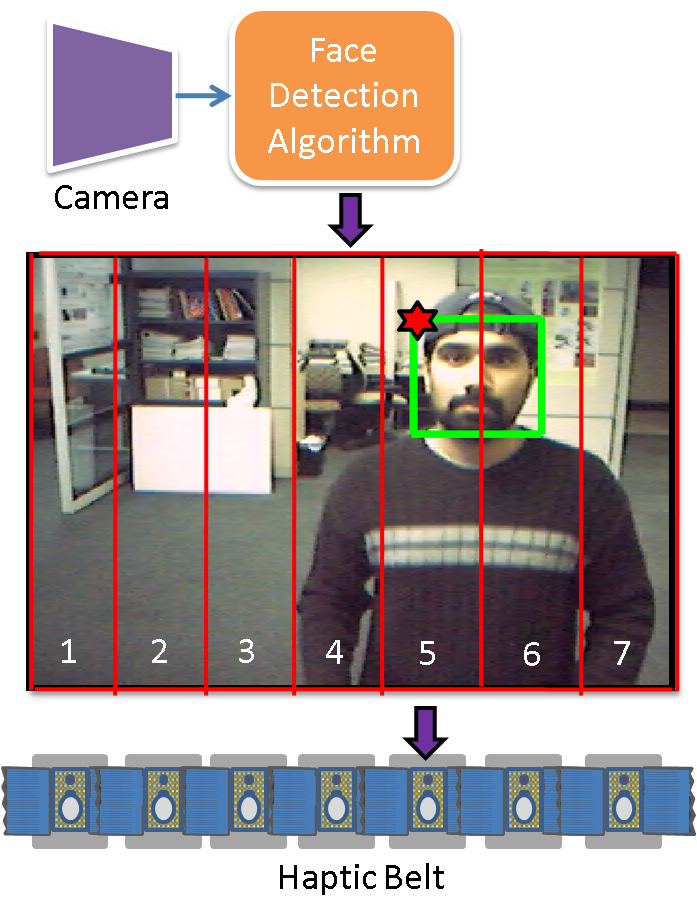 Face
Detection
Algorithm
Camera
1 2 3 4 5 6 7
Haptic Belt